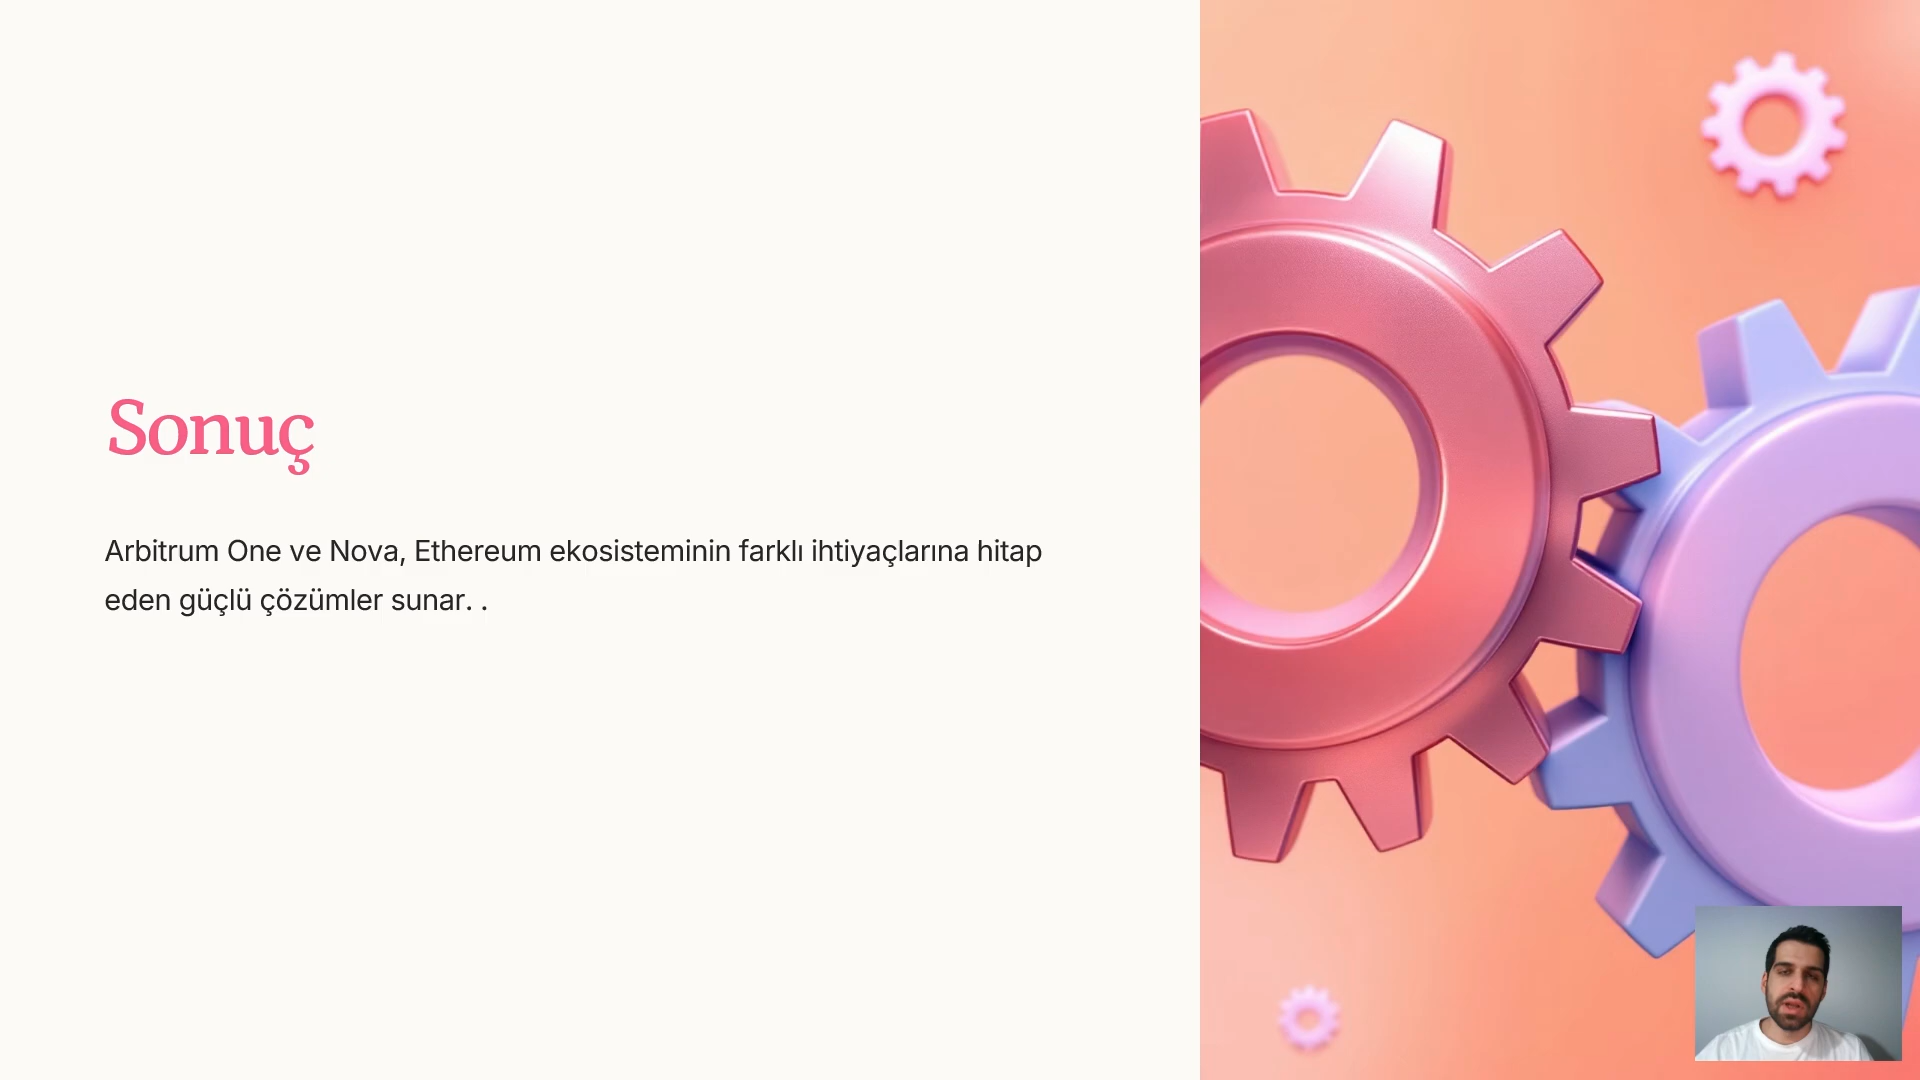 Sonuç
Arbitrum One ve Nova, Ethereum ekosisteminin farklı ihtiyaçlarına hitap
eden güçlü çözümler sunar. .